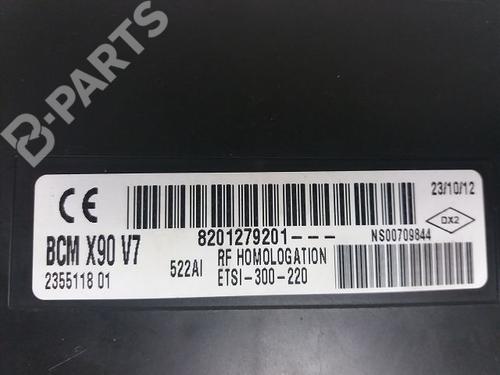 B-PARTS
CE
23/10/12
DX2
BCM X90 V7
8201279201---
NS00709844
2355118 01
522AI
RF HOMOLOGATION
ETSI-300-220